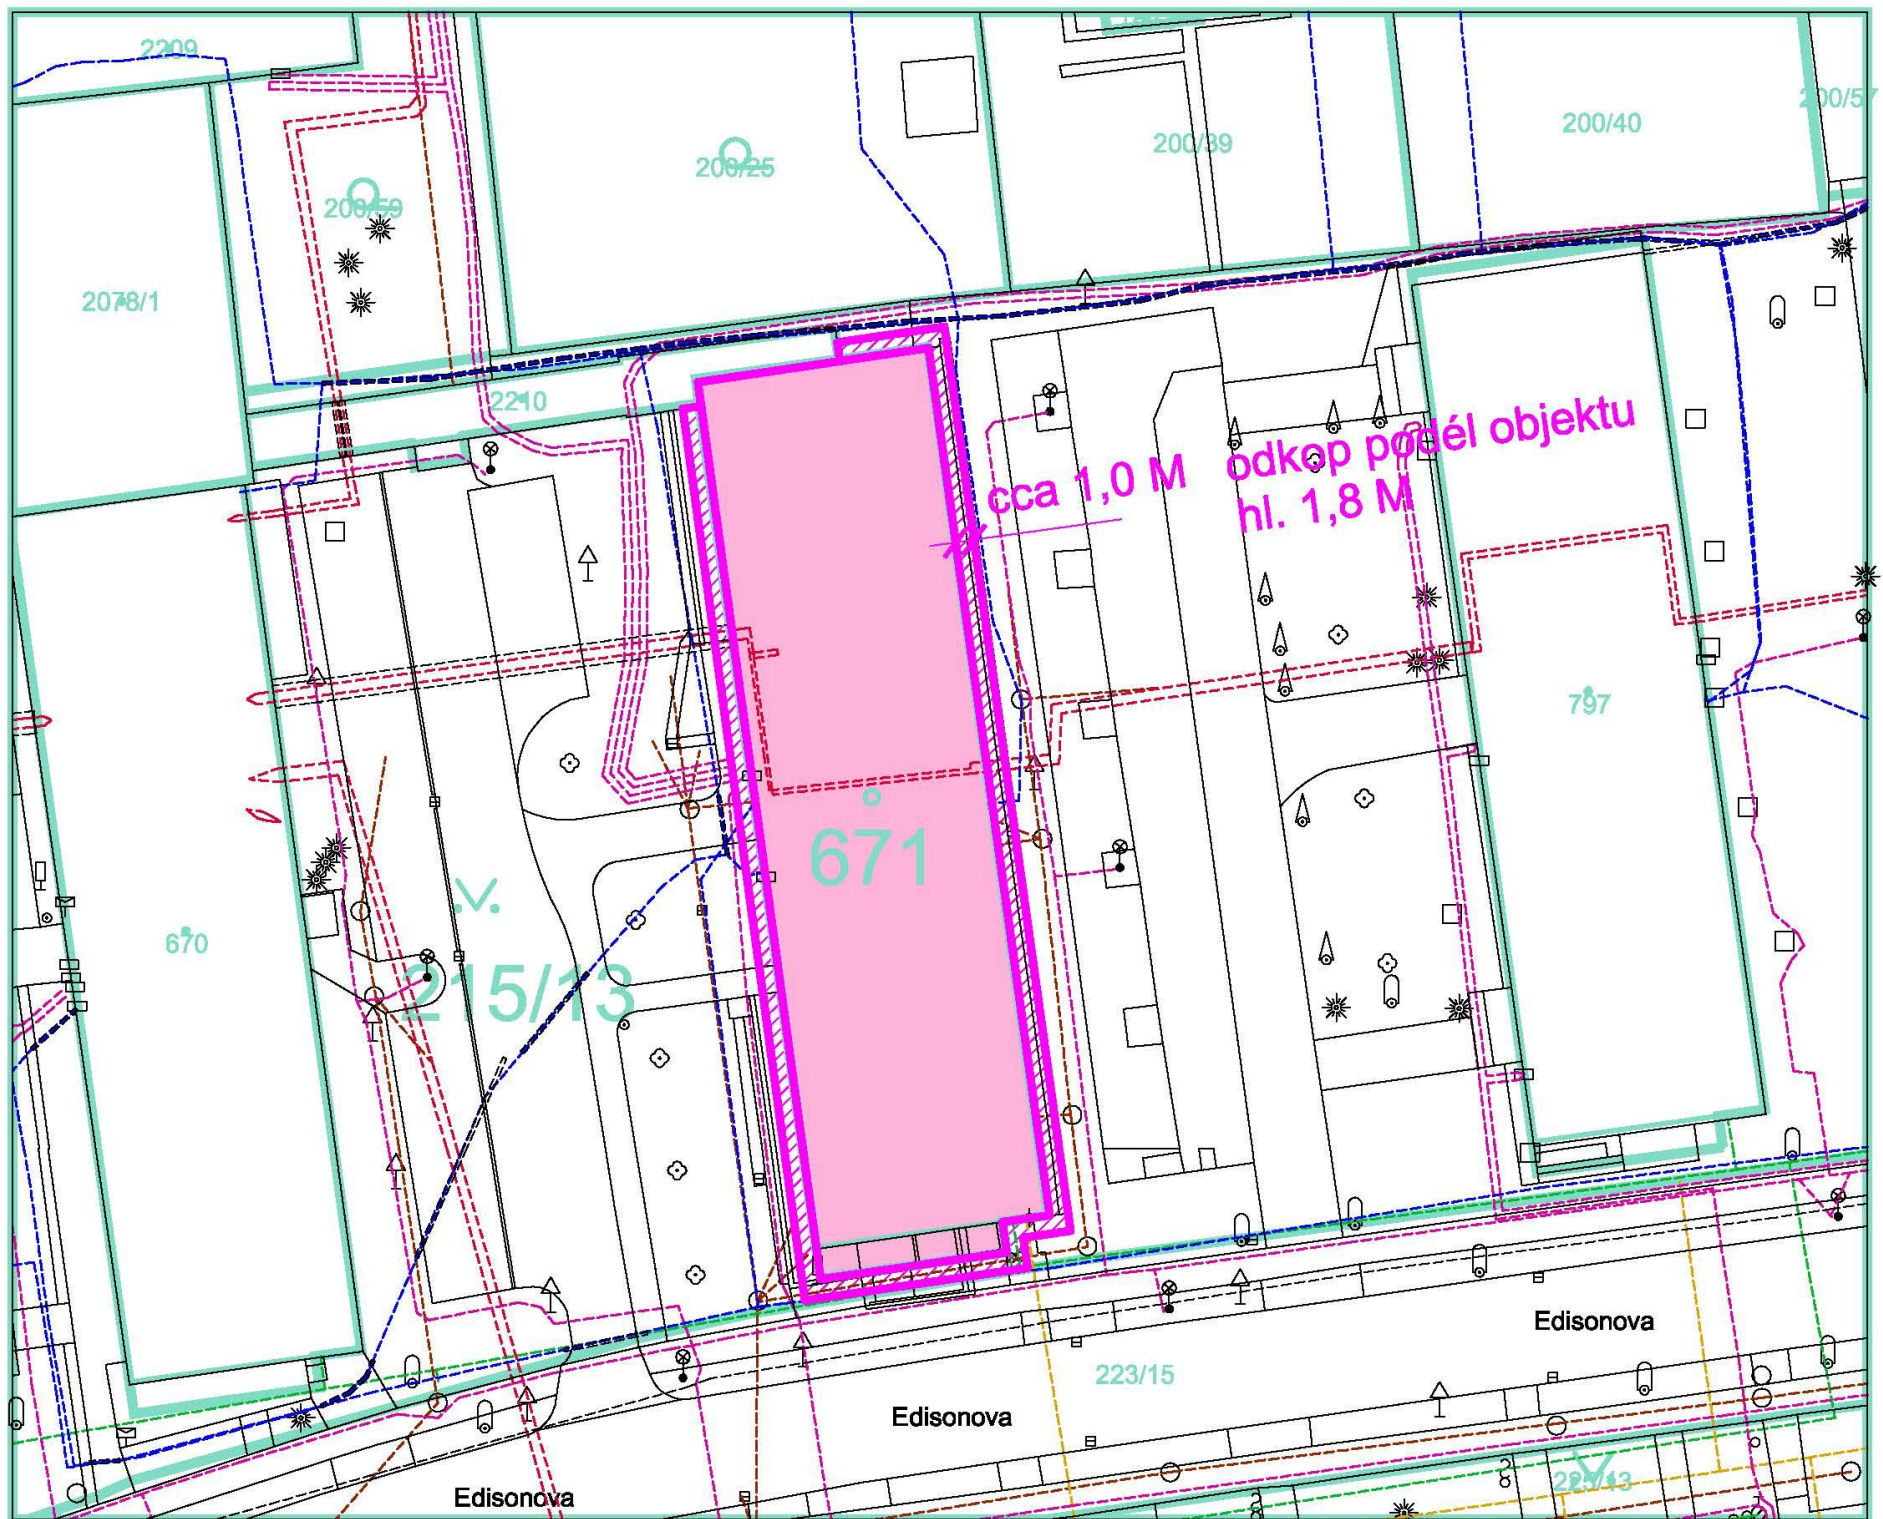 2209
200/57
200/40
200/39
200/25
200/59
2078/1
2210
cca 1,0 M
odkop podél objektu
hl. 1,8 M
797
671
670
215/13
Edisonova
223/15
Edisonova
Edisonova